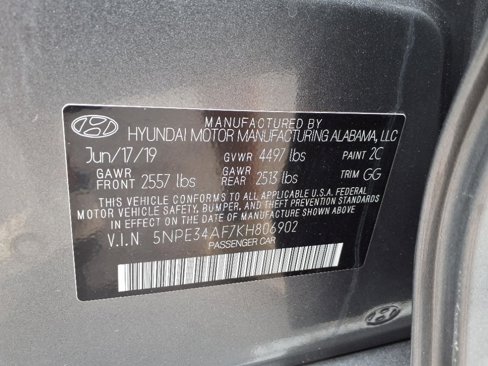 MANUFACTURED BY
HYUNDAI MOTOR MANUFACTURING ALABAMA, LLC
Jun/17/19 GVWR 4497 lbs PAINT 2C
GAWR FRONT 2557 lbs GAWR REAR 2513 lbs TRIM GG
THIS VEHICLE CONFORMS TO ALL APPLICABLE U.S.A. FEDERAL
MOTOR VEHICLE SAFETY, BUMPER, AND THEFT PREVENTION STANDARDS
IN EFFECT ON THE DATE OF MANUFACTURE SHOWN ABOVE.
V.I.N 5NPE34AF7KH806902
PASSENGER CAR